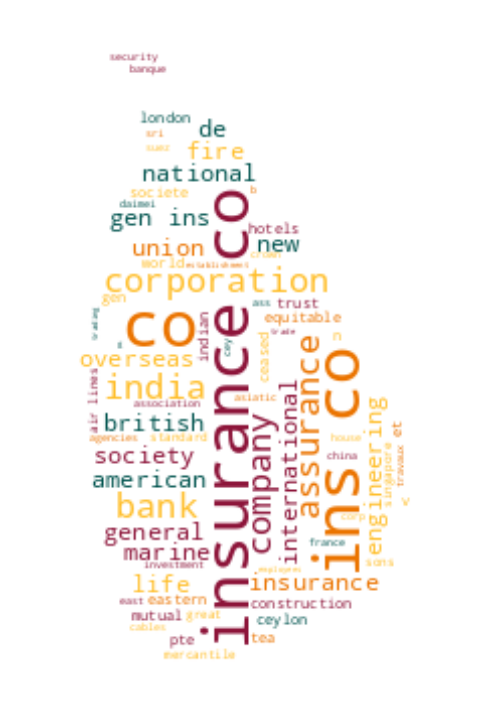 security
banque
london
sri
de
suez
fire
national
societe
b
daimei
co
gen ins
hotels
union
new
crown
world
establishment
corporation
gen
ass
trust
trading
co
equitable
indian
trade
cey
ceased
n
overseas
india
air lines
asiatic
association
insurance
assurance
ins co
british
agencies
standard
company
international
house
engineering
et
society
china
singapore
travaux
american
v
bank
corp
general
france
marine
sons
investment
employers
life
insurance
east
eastern
construction
mutual
great
ceylon
cables
pte
tea
mercantile